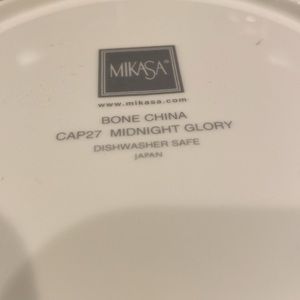 MIKASA
www.mikasa.com
BONE CHINA
CAP27 MIDNIGHT GLORY
DISHWASHER SAFE
JAPAN